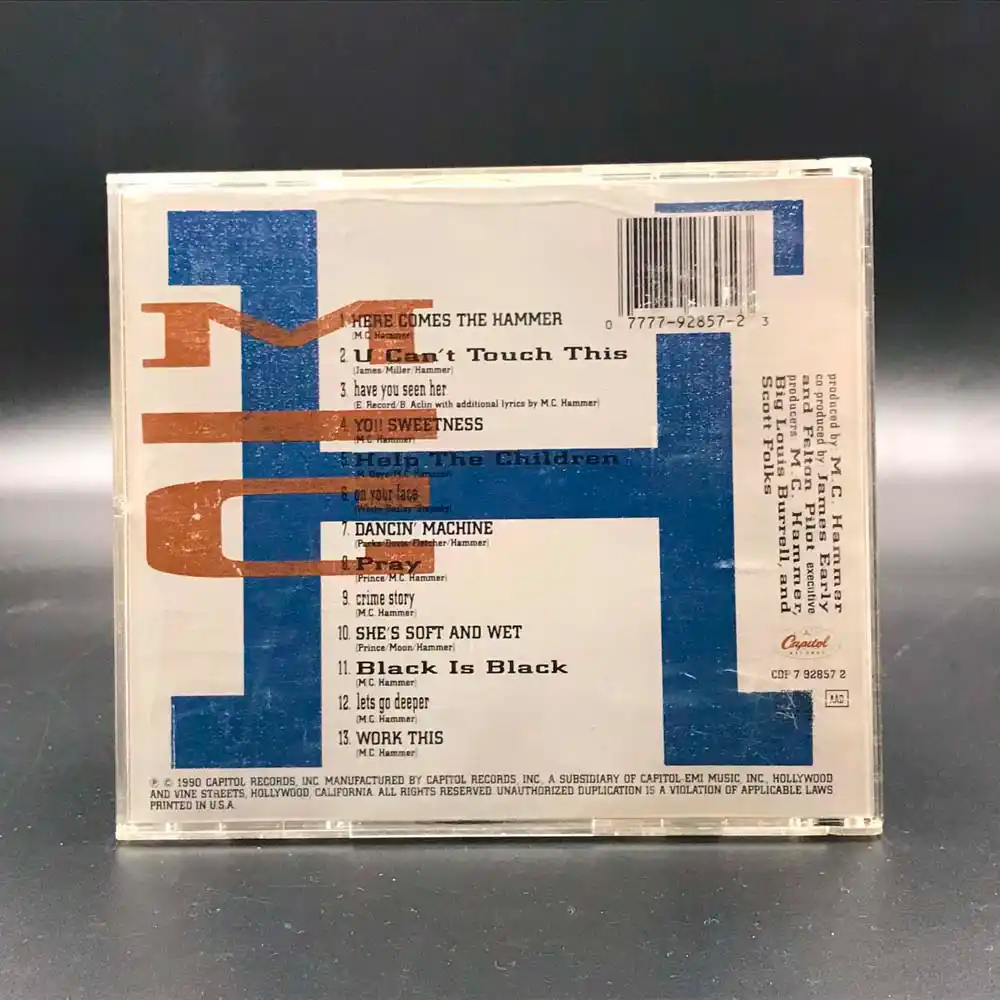 MC
H
0 7777-92857-2 3
1. HERE COMES THE HAMMER
(M.C. Hammer)
2. U Can't Touch This
(James/Miller/Hammer)
3. have you seen her
(E. Record/B. Aclin with additional lyrics by M.C. Hammer)
4. YO!! SWEETNESS
(M.C. Hammer)
5. Help The Children
6. on your face
7. DANCIN' MACHINE
(Parks/Davis/Fletcher/Hammer)
8. Pray
(Prince/M.C. Hammer)
9. crime story
(M.C. Hammer)
10. SHE'S SOFT AND WET
(Prince/Moon/Hammer)
11. Black Is Black
(M.C. Hammer)
12. lets go deeper
(M.C. Hammer)
13. WORK THIS
(M.C. Hammer)
produced by M.C. Hammer
co-produced by James Early
and Felton Pilot executive
producers M.C. Hammer,
Big Louis Burrell, and
Scott Folks
Capitol
RECORDS
CDP 7 92857 2
AAD
℗ © 1990 CAPITOL RECORDS, INC. MANUFACTURED BY CAPITOL RECORDS, INC., A SUBSIDIARY OF CAPITOL-EMI MUSIC, INC., HOLLYWOOD
AND VINE STREETS, HOLLYWOOD, CALIFORNIA. ALL RIGHTS RESERVED. UNAUTHORIZED DUPLICATION IS A VIOLATION OF APPLICABLE LAWS
PRINTED IN U.S.A.